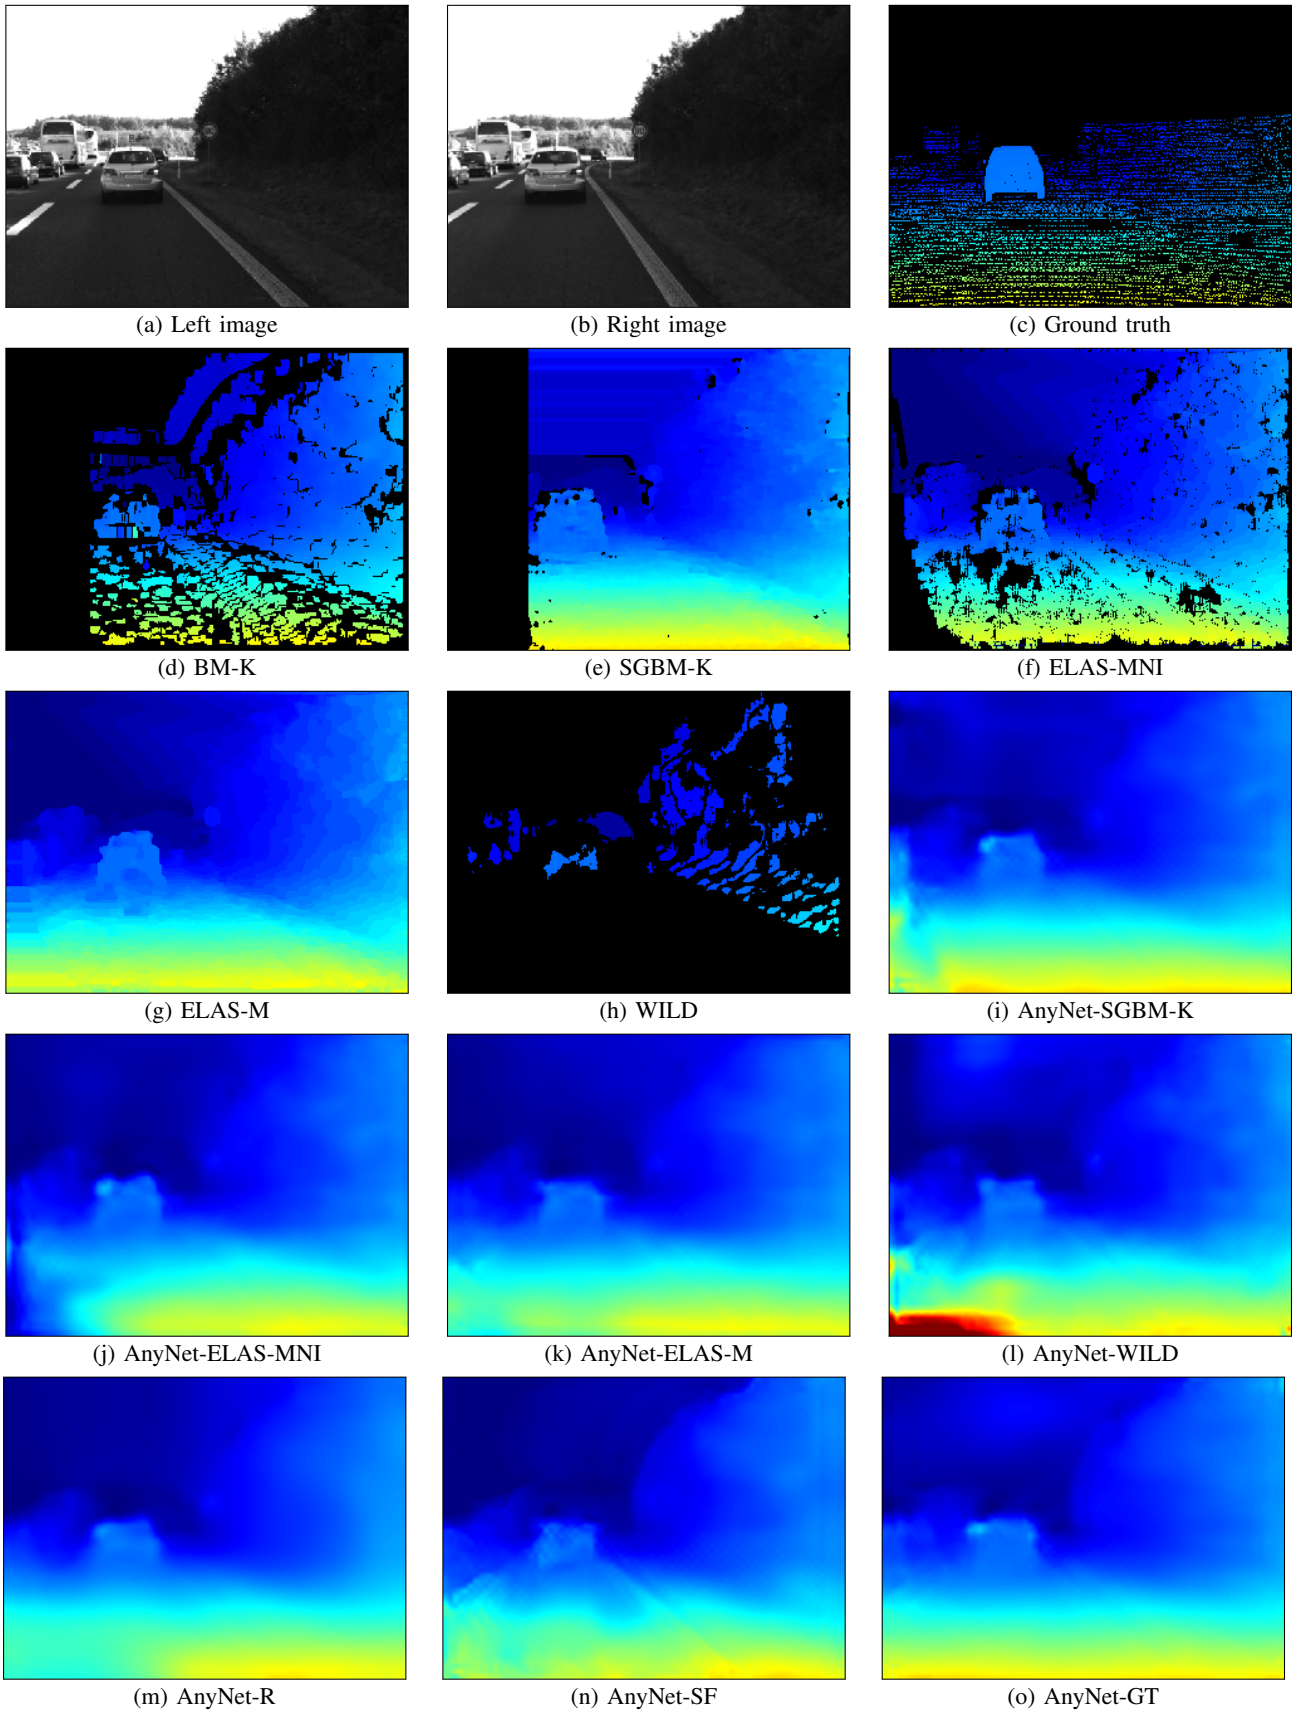 (a) Left image
(b) Right image
(c) Ground truth
(d) BM-K
(e) SGBM-K
(f) ELAS-MNI
(g) ELAS-M
(h) WILD
(i) AnyNet-SGBM-K
(j) AnyNet-ELAS-MNI
(k) AnyNet-ELAS-M
(l) AnyNet-WILD
(m) AnyNet-R
(n) AnyNet-SF
(o) AnyNet-GT